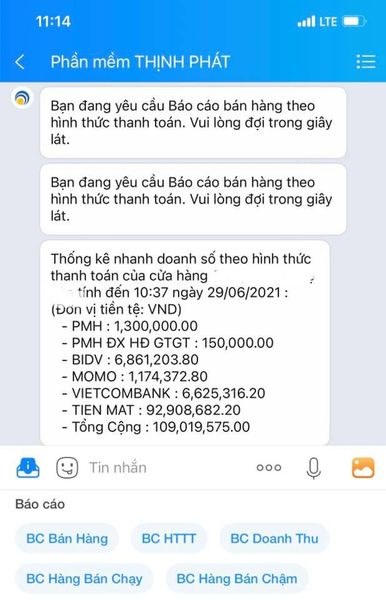 11:14
LTE
Phần mềm THỊNH PHÁT
Bạn đang yêu cầu Báo cáo bán hàng theo
hình thức thanh toán. Vui lòng đợi trong giây
lát.
Bạn đang yêu cầu Báo cáo bán hàng theo
hình thức thanh toán. Vui lòng đợi trong giây
lát.
Thống kê nhanh doanh số theo hình thức
thanh toán của cửa hàng
tính đến 10:37 ngày 29/06/2021 :
(Đơn vị tiền tệ: VND)
- PMH : 1,300,000.00
- PMH ĐX HĐ GTGT : 150,000.00
- BIDV : 6,861,203.80
- MOMO : 1,174,372.80
- VIETCOMBANK : 6,625,316.20
- TIEN MAT : 92,908,682.20
- Tổng Cộng : 109,019,575.00
Tin nhắn
Báo cáo
BC Bán Hàng
BC HTTT
BC Doanh Thu
BC Hàng Bán Chạy
BC Hàng Bán Chậm